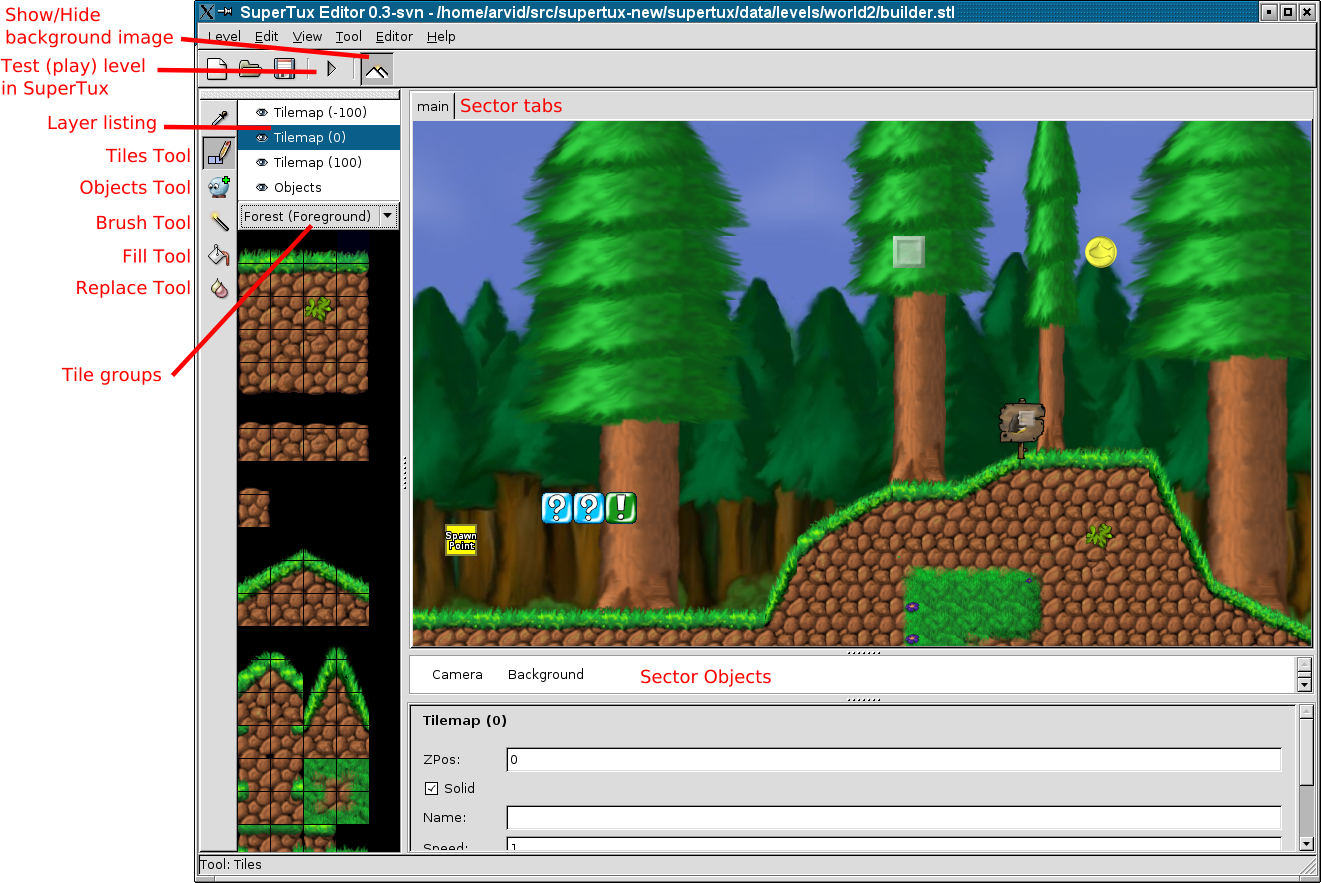 Show/Hide
background image
Test (play) level
in SuperTux
Layer listing
Tiles Tool
Objects Tool
Brush Tool
Fill Tool
Replace Tool
Tile groups
SuperTux Editor 0.3-svn - /home/arvid/src/supertux-new/supertux/data/levels/world2/builder.stl
Level Edit View Tool Editor Help
Tilemap (-100)
Tilemap (0)
Tilemap (100)
Objects
Forest (Foreground)
main
Sector tabs
Spawn
Point
? ? !
Camera Background
Sector Objects
Tilemap (0)
ZPos: 0
Solid
Name:
Speed: 1
Tool: Tiles